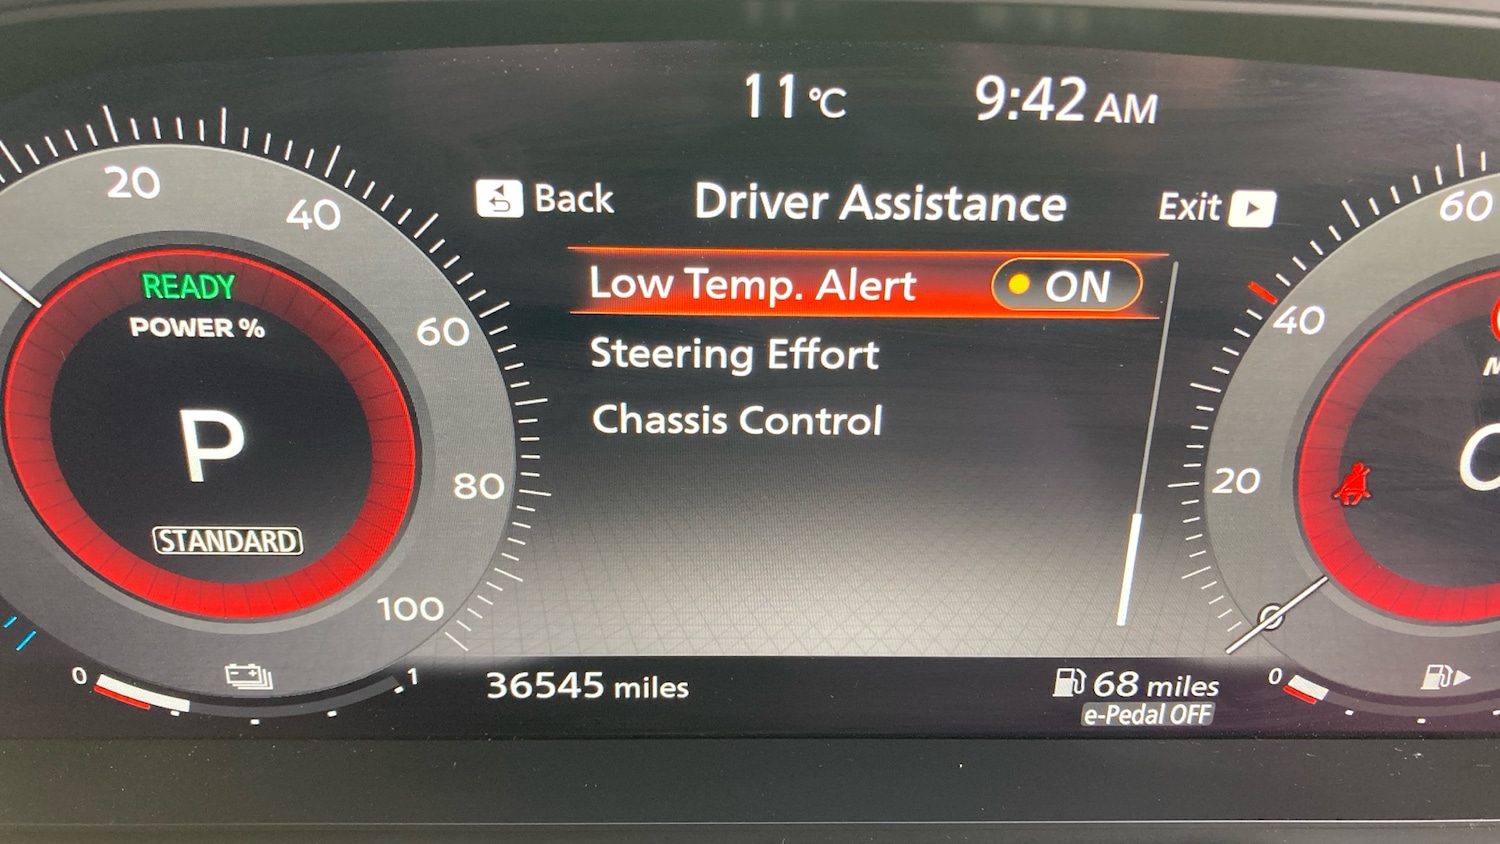 11°C
9:42 AM
Back
Driver Assistance
Exit
Low Temp. Alert
ON
Steering Effort
Chassis Control
20
40
60
80
100
READY
POWER %
P
STANDARD
0
1
36545 miles
68 miles
e-Pedal OFF
60
40
20
0
0